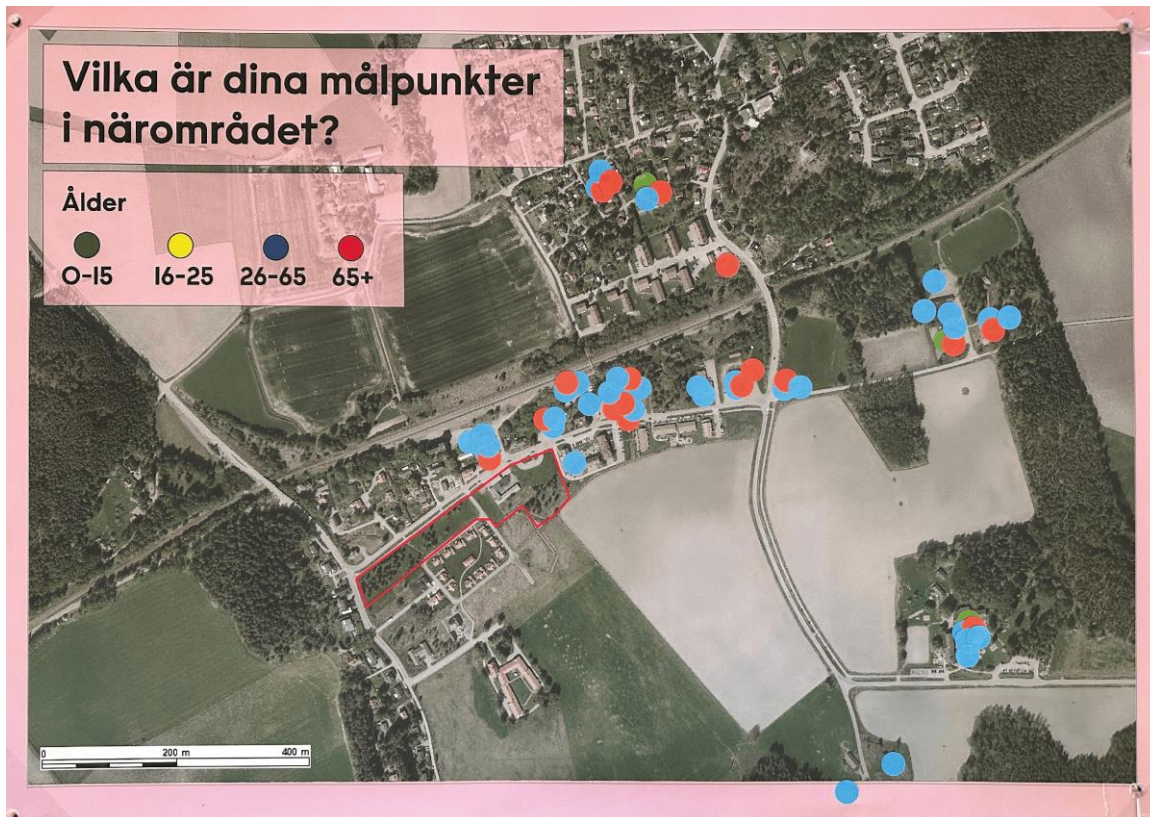 Vilka är dina målpunkter
i närområdet?
Ålder
0-15 16-25 26-65 65+
0 200 m 400 m